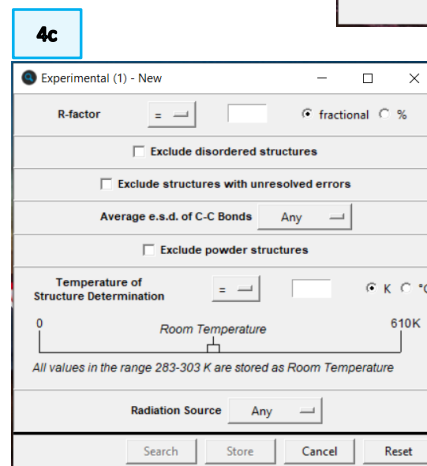 4c
Experimental (1) - New
R-factor = fractional %
Exclude disordered structures
Exclude structures with unresolved errors
Average e.s.d. of C-C Bonds Any
Exclude powder structures
Temperature of
Structure Determination = K °C
0 Room Temperature 610K
All values in the range 283-303 K are stored as Room Temperature
Radiation Source Any
Search Store Cancel Reset